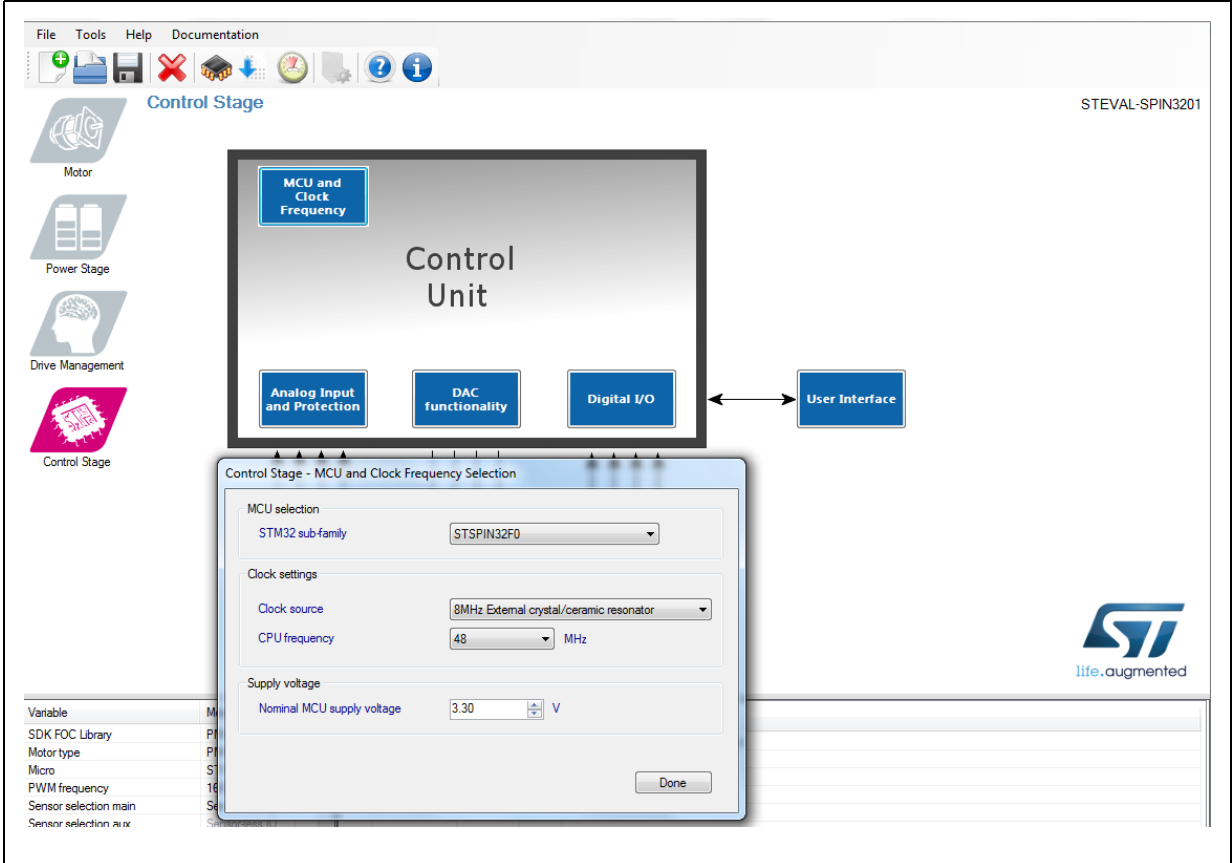 File Tools Help Documentation
Control Stage
STEVAL-SPIN3201
Motor
Power Stage
Drive Management
Control Stage
MCU and
Clock
Frequency
Control
Unit
Analog Input
and Protection
DAC
functionality
Digital I/O
User Interface
Control Stage - MCU and Clock Frequency Selection
MCU selection
STM32 sub-family
STSPIN32F0
Clock settings
Clock source
8MHz External crystal/ceramic resonator
CPU frequency
48
MHz
Supply voltage
Nominal MCU supply voltage
3.30
V
Done
ST
life.augmented
Variable
SDK FOC Library
Motor type
Micro
PWM frequency
Sensor selection main
Sensor selection aux